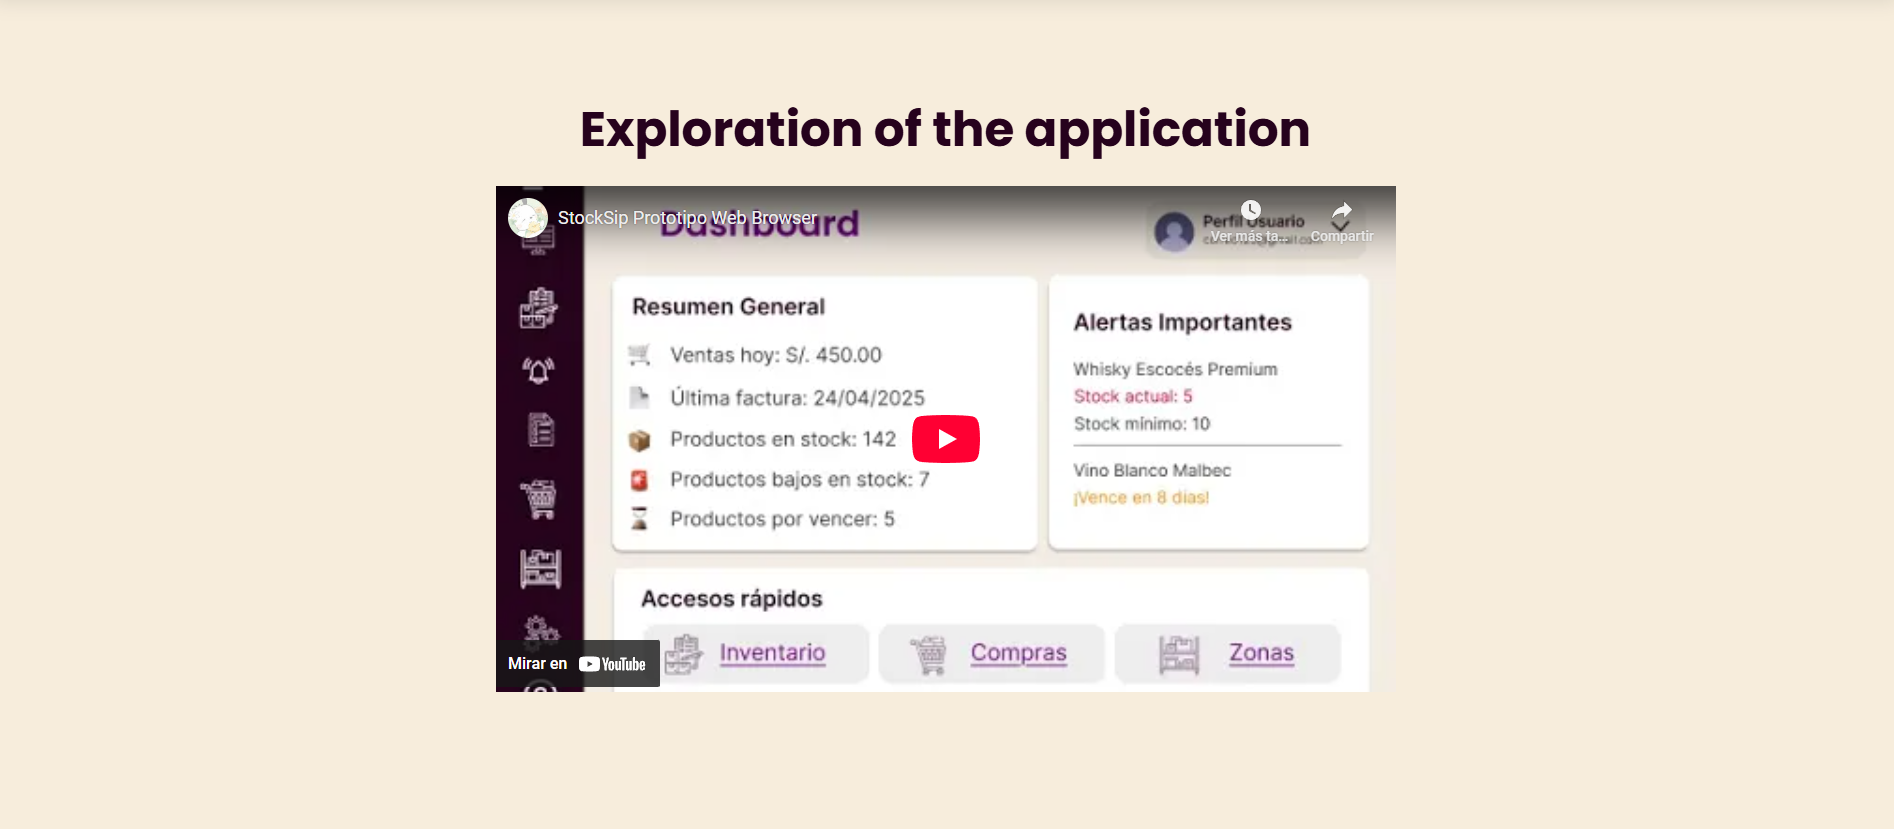 Exploration of the application
StockSip Prototipo Web Browser
Dashboard
Perfil Usuario
Ver más ta...
Compartir
Resumen General
Ventas hoy: S/. 450.00
Última factura: 24/04/2025
Productos en stock: 142
Productos bajos en stock: 7
Productos por vencer: 5
Alertas Importantes
Whisky Escocés Premium
Stock actual: 5
Stock mínimo: 10
Vino Blanco Malbec
¡Vence en 8 dias!
Accesos rápidos
Inventario
Compras
Zonas
Mirar en YouTube